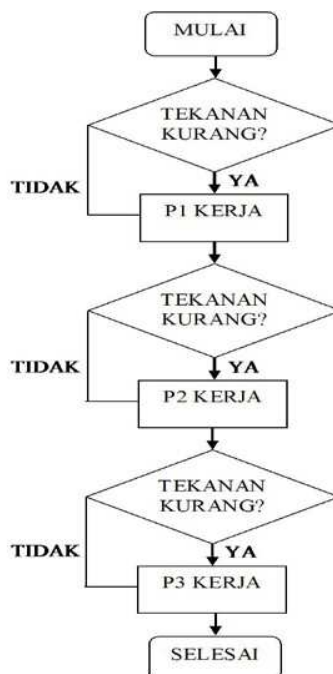 MULAI
TEKANAN
KURANG?
TIDAK
YA
P1 KERJA
TEKANAN
KURANG?
TIDAK
YA
P2 KERJA
TEKANAN
KURANG?
TIDAK
YA
P3 KERJA
SELESAI